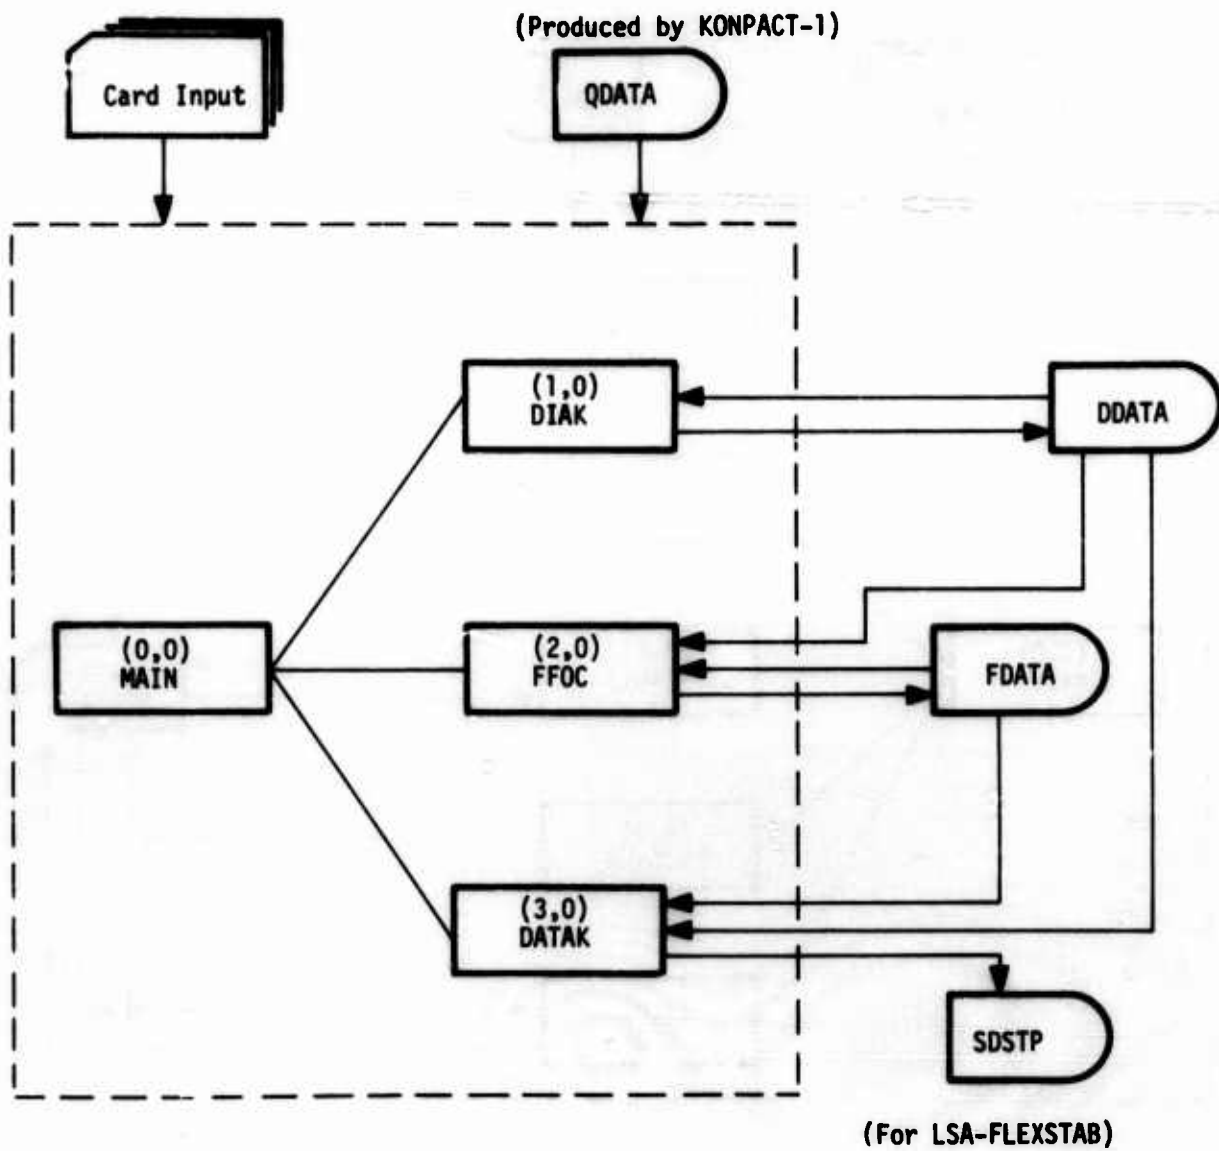 (Produced by KONPACT-1)
Card Input
QDATA
(1,0)
DIAK
DDATA
(0,0)
MAIN
(2,0)
FFOC
FDATA
(3,0)
DATAK
SDSTP
(For LSA-FLEXSTAB)